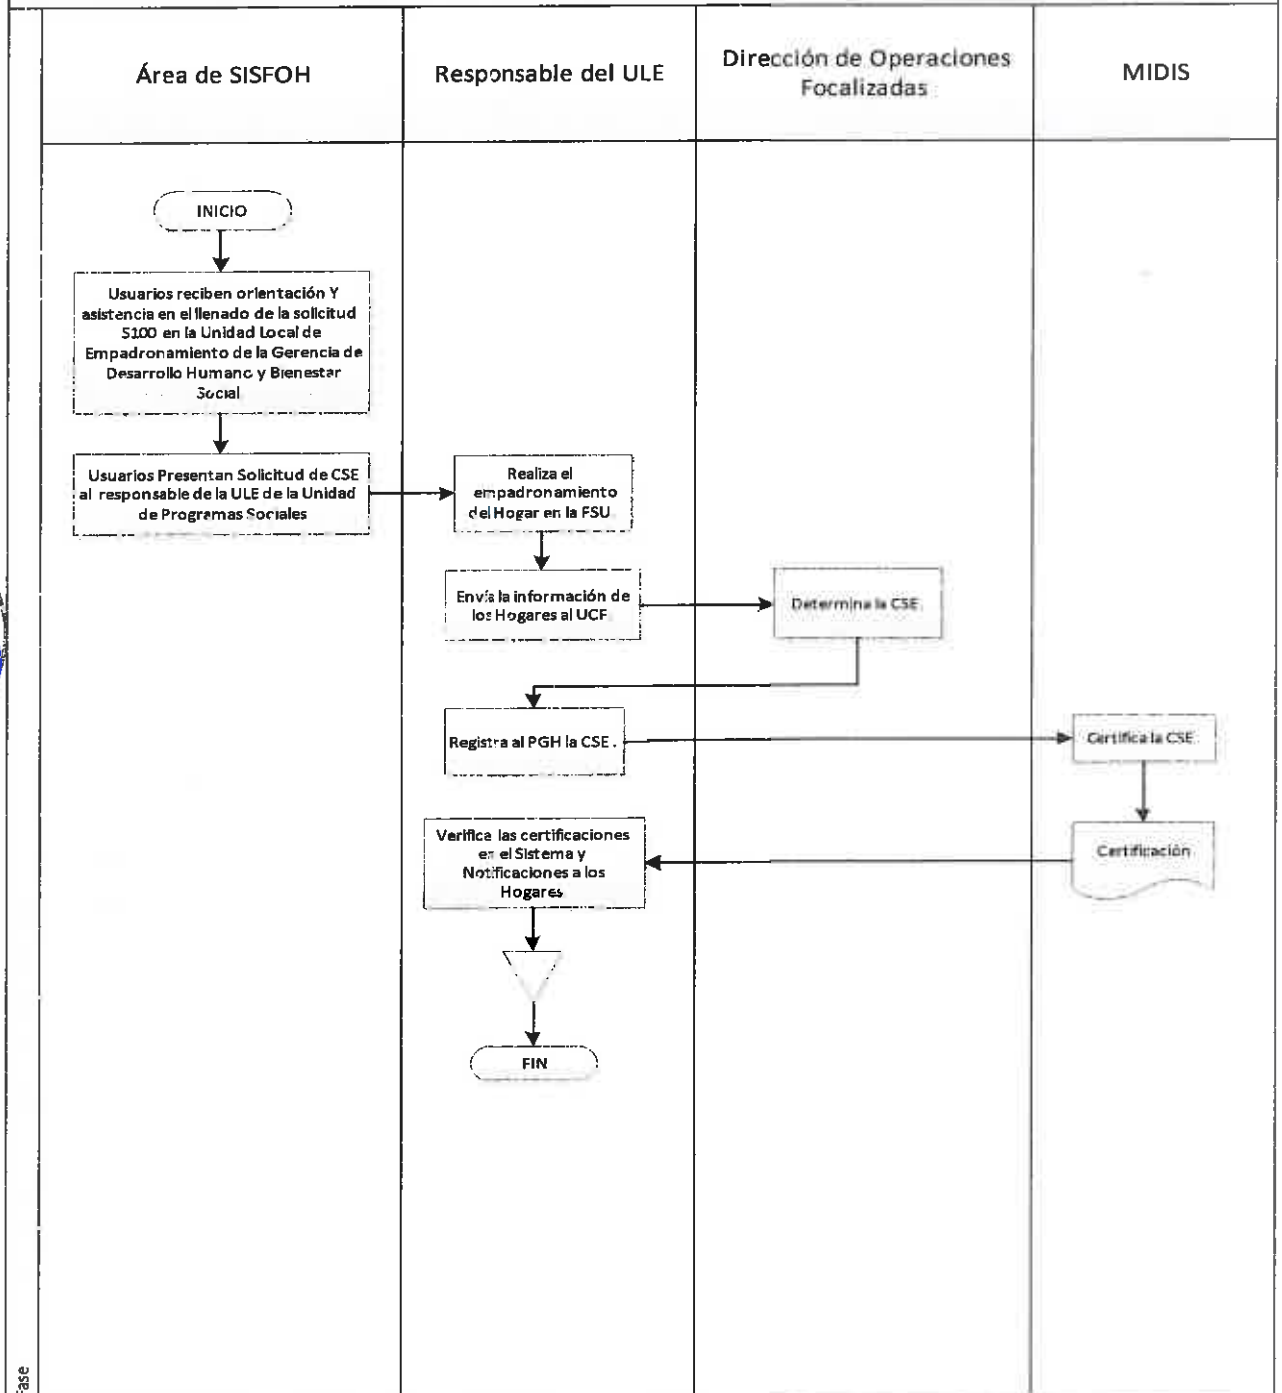 Área de SISFOH
Responsable del ULE
Dirección de Operaciones
Focalizadas
MIDIS
INICIO
Usuarios reciben orientación Y
asistencia en el llenado de la solicitud
S100 en la Unidad Local de
Empadronamiento de la Gerencia de
Desarrollo Humano y Bienestar
Social
Usuarios Presentan Solicitud de CSE
al responsable de la ULE de la Unidad
de Programas Sociales
Realiza el
empadronamiento
del Hogar en la FSU
Envía la información de
los Hogares al UCF
Determina la CSE.
Registra al PGH la CSE.
Certifica la CSE.
Verifica las certificaciones
en el Sistema y
Notificaciones a los
Hogares
Certificación
FIN
Fase